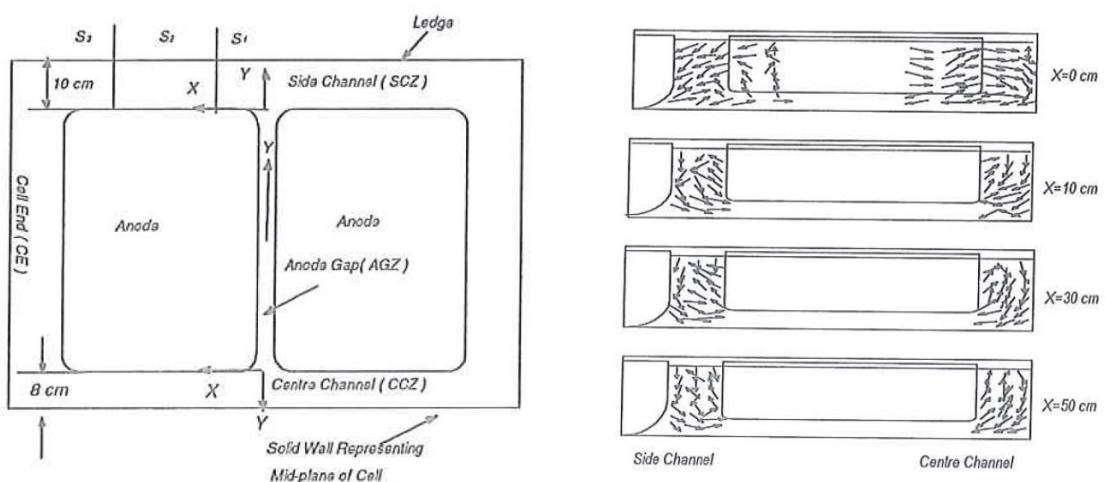 S3 S2 S1
Ledge
10 cm
Y
Side Channel ( SCZ )
X
Y
Cell End ( CE )
Anode
Anode
Anode Gap( AGZ )
8 cm
X
Centre Channel ( CCZ )
Y
Solid Wall Representing
Mid-plane of Cell
X=0 cm
X=10 cm
X=30 cm
X=50 cm
Side Channel
Centre Channel